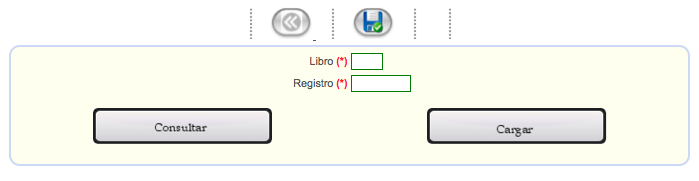 Libro (*)
Registro (*)
Consultar
Cargar